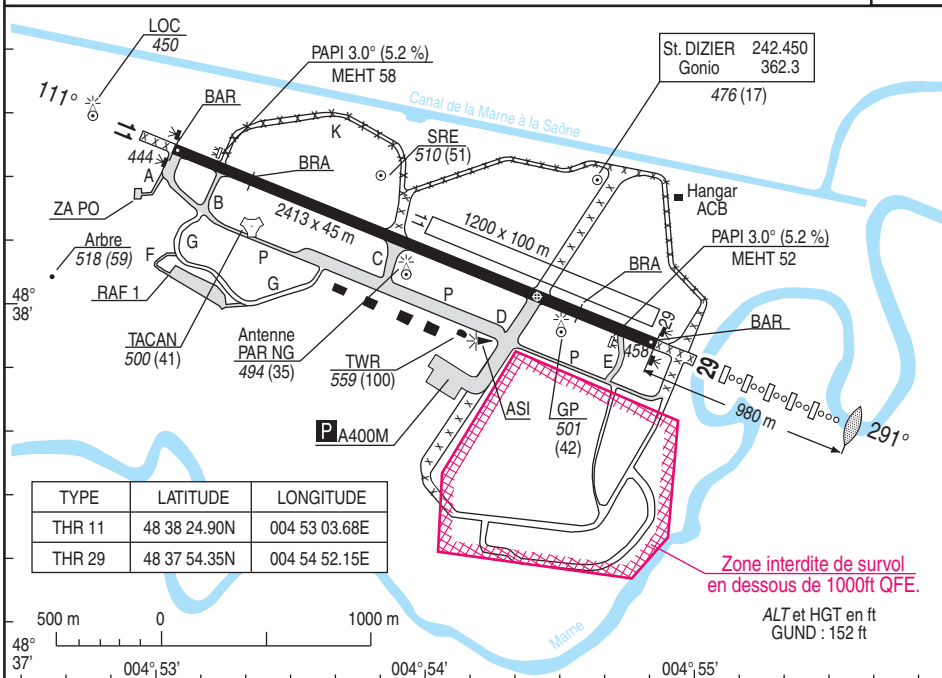 LOC
450
111°
11
444
BAR
PAPI 3.0° (5.2 %)
MEHT 58
St. DIZIER 242.450
Gonio 362.3
476 (17)
Canal de la Marne à la Saône
K
SRE
510 (51)
BRA
A
ZA PO
B
2413 x 45 m
11
1200 x 100 m
Hangar
ACB
PAPI 3.0° (5.2 %)
MEHT 52
Arbre
518 (59)
F
G
P
G
C
RAF 1
P
BRA
48°
38'
TACAN
500 (41)
Antenne
PAR NG
494 (35)
TWR
559 (100)
D
ASI
P
E
GP
501
(42)
29
458
BAR
29
980 m
291°
P A400M
TYPE LATITUDE LONGITUDE
THR 11 48 38 24.90N 004 53 03.68E
THR 29 48 37 54.35N 004 54 52.15E
Zone interdite de survol
en dessous de 1000ft QFE.
ALT et HGT en ft
GUND : 152 ft
500 m 0 1000 m
Marne
48°
37'
004°53'
004°54'
004°55'